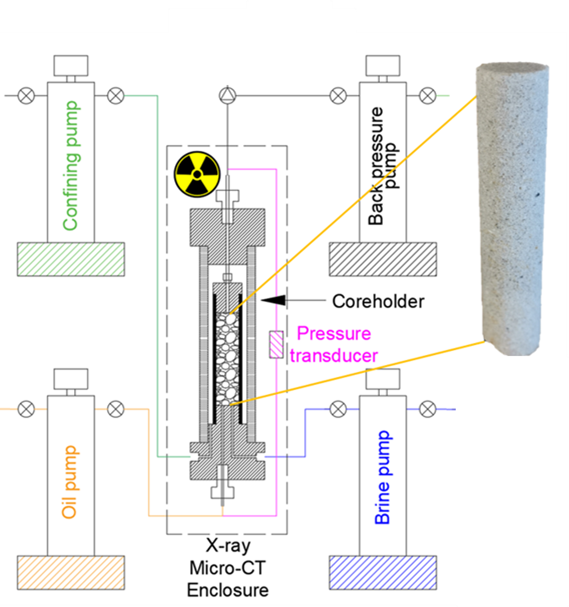 Confining pump
Back pressure
pump
Coreholder
Pressure
transducer
Oil pump
Brine pump
X-ray
Micro-CT
Enclosure